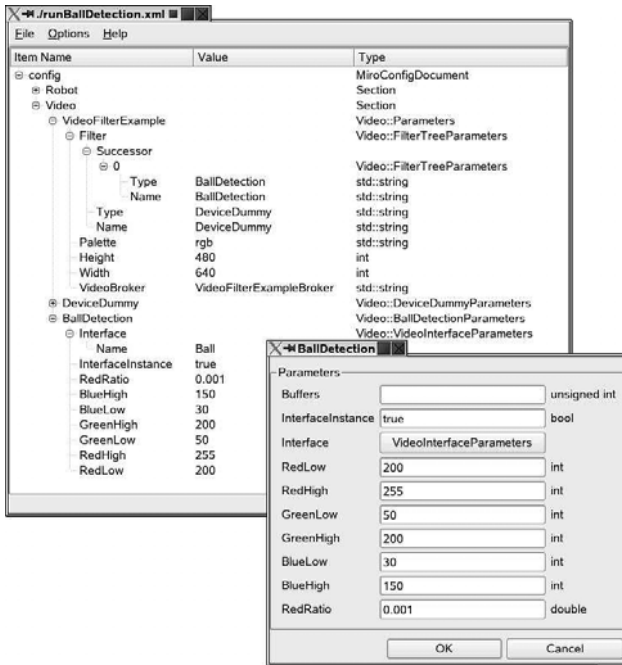 ./runBallDetection.xml
File Options Help
Item Name Value Type
config MiroConfigDocument
Robot Section
Video Section
VideoFilterExample Video::Parameters
Filter Video::FilterTreeParameters
Successor
0 Video::FilterTreeParameters
Type BallDetection std::string
Name BallDetection std::string
Type DeviceDummy std::string
Name DeviceDummy std::string
Palette rgb std::string
Height 480 int
Width 640 int
VideoBroker VideoFilterExampleBroker std::string
DeviceDummy Video::DeviceDummyParameters
BallDetection Video::BallDetectionParameters
Interface Video::VideoInterfaceParameters
Name Ball
InterfaceInstance true
RedRatio 0.001
BlueHigh 150
BlueLow 30
GreenHigh 200
GreenLow 50
RedHigh 255
RedLow 200
BallDetection
Parameters
Buffers unsigned int
InterfaceInstance true bool
Interface VideoInterfaceParameters
RedLow 200 int
RedHigh 255 int
GreenLow 50 int
GreenHigh 200 int
BlueLow 30 int
BlueHigh 150 int
RedRatio 0.001 double
OK Cancel